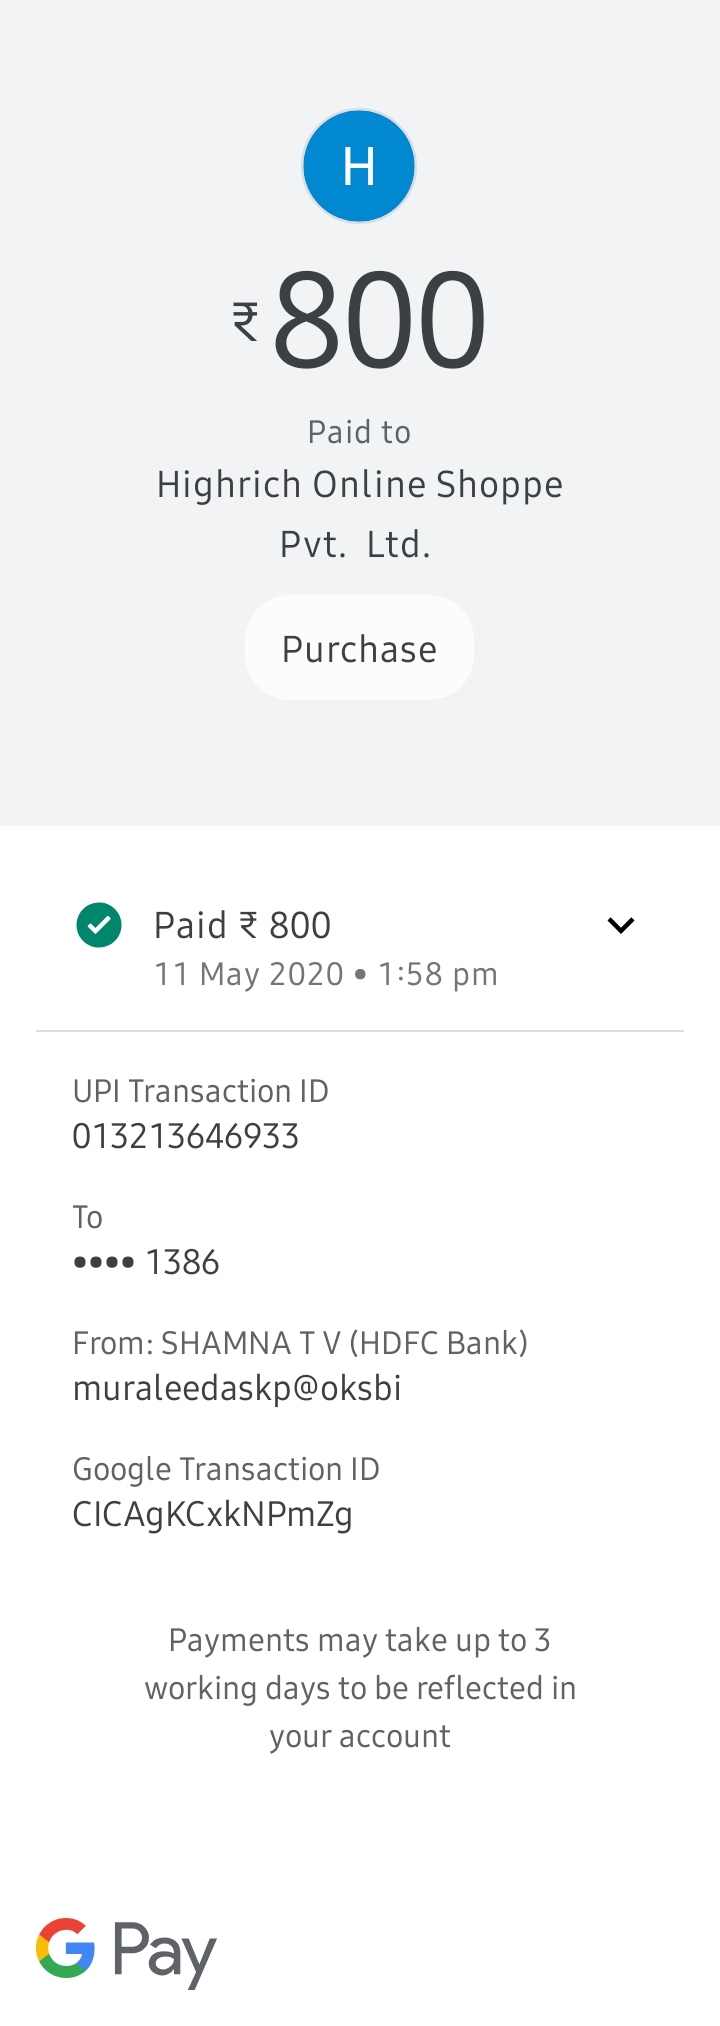 H
₹800
Paid to
Highrich Online Shoppe
Pvt. Ltd.
Purchase
Paid ₹ 800
11 May 2020 • 1:58 pm
UPI Transaction ID
013213646933
To
•••• 1386
From: SHAMNA T V (HDFC Bank)
muraleedaskp@oksbi
Google Transaction ID
CICAgKCxkNPmZg
Payments may take up to 3
working days to be reflected in
your account
G Pay